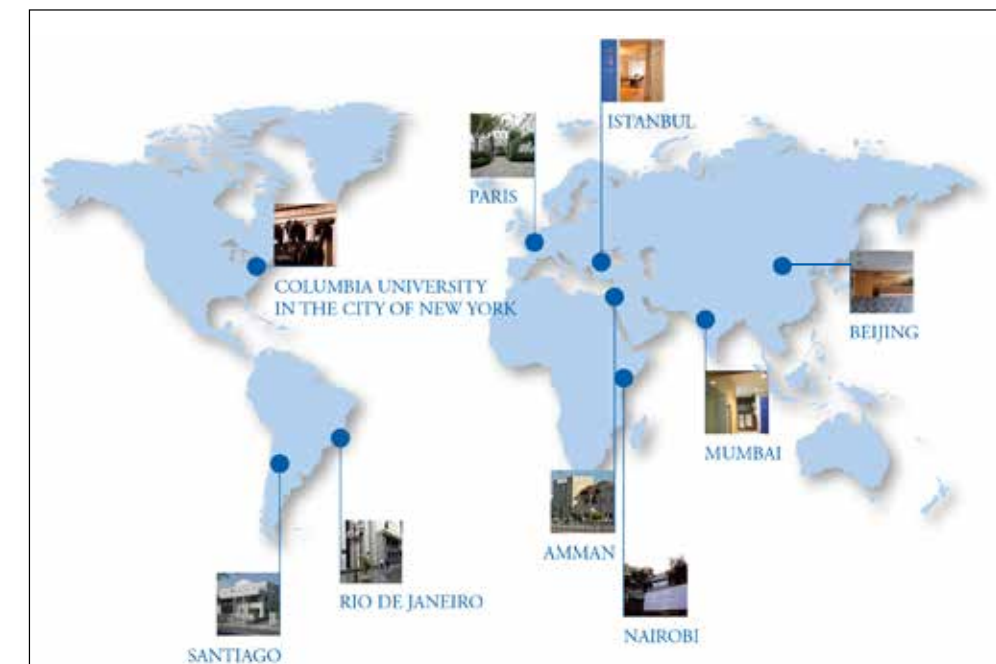 ISTANBUL
PARIS
COLUMBIA UNIVERSITY
IN THE CITY OF NEW YORK
BEIJING
MUMBAI
AMMAN
RIO DE JANEIRO
NAIROBI
SANTIAGO